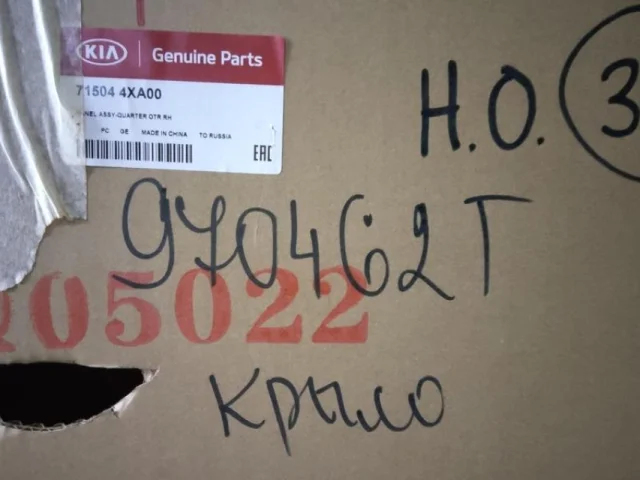 KIA Genuine Parts
71504 4XA00
ANEL ASSY-QUARTER OTR RH
PC GE MADE IN CHINA TO RUSSIA
EAC
Н.О. 3
970462Т
205022
крыло